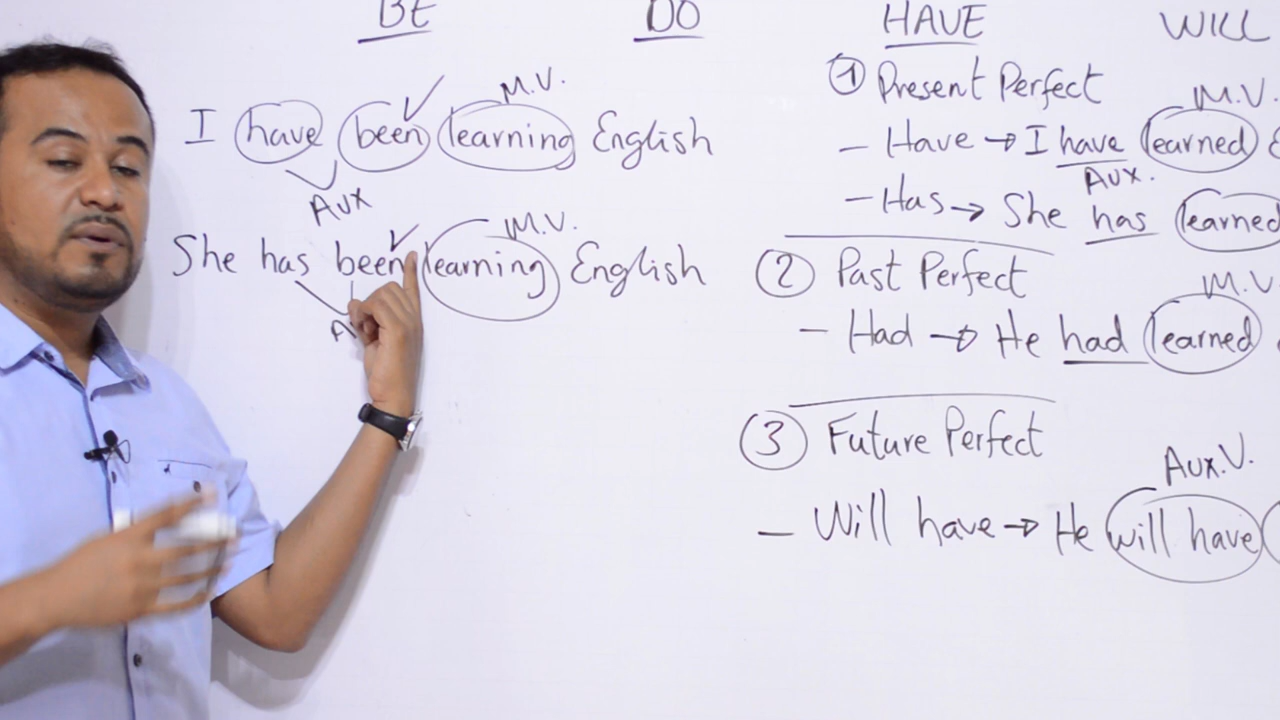 BE DO HAVE WILL
M.V.
I have been learning English
AUX
M.V.
She has been learning English
① Present Perfect
M.V.
- Have → I have learned
AUX.
- Has → She has learned
② Past Perfect
M.V.
- Had → He had learned
③ Future Perfect
AUX.V.
- Will have → He will have